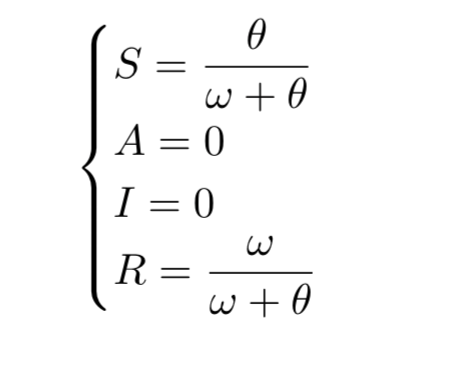 S = θ / (ω + θ)
A = 0
I = 0
R = ω / (ω + θ)